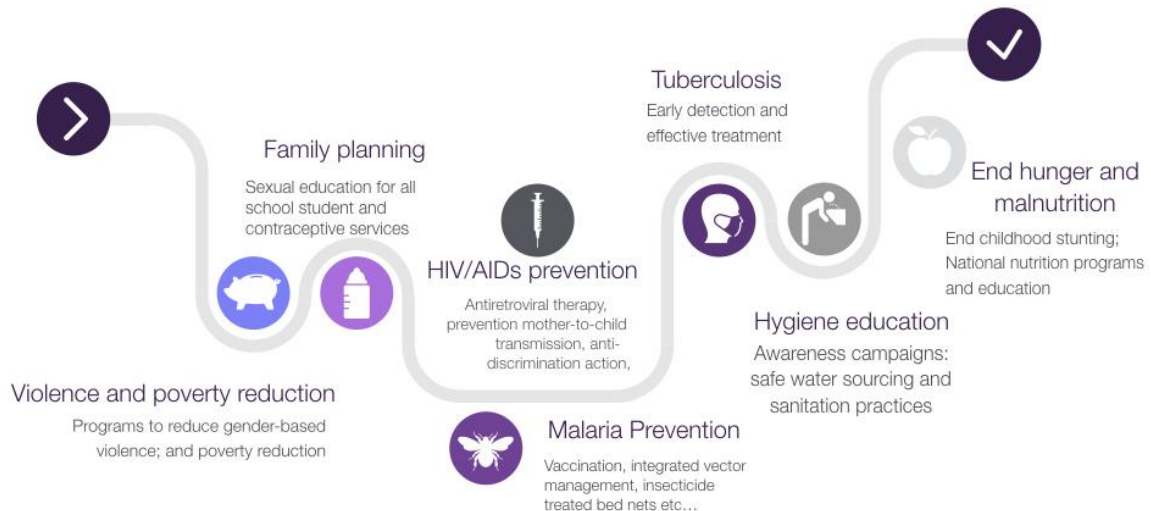 Violence and poverty reduction
Programs to reduce gender-based
violence; and poverty reduction
Family planning
Sexual education for all
school student and
contraceptive services
HIV/AIDs prevention
Antiretroviral therapy,
prevention mother-to-child
transmission, anti-
discrimination action,
Malaria Prevention
Vaccination, integrated vector
management, insecticide
treated bed nets etc...
Tuberculosis
Early detection and
effective treatment
Hygiene education
Awareness campaigns:
safe water sourcing and
sanitation practices
End hunger and
malnutrition
End childhood stunting;
National nutrition programs
and education